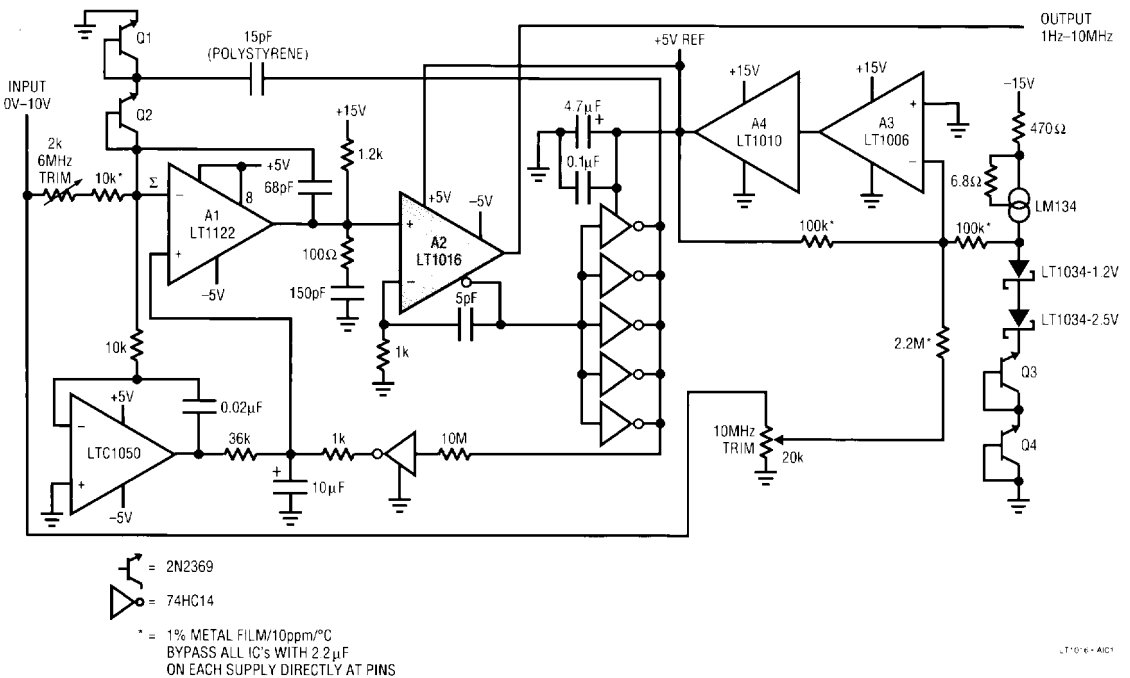 OUTPUT
1Hz–10MHz
Q1
15pF
(POLYSTYRENE)
+5V REF
INPUT
0V–10V
Q2
+15V
4.7µF
+
+15V
A4
LT1010
+15V
A3
LT1006
+
–
–15V
470Ω
2k
6MHz
TRIM
10k*
Σ
–
+5V
8
68pF
1.2k
0.1µF
6.8Ω
LM134
A1
LT1122
+
–5V
+
+5V
–5V
A2
LT1016
–
100Ω
150pF
5pF
1k
100k*
100k*
LT1034-1.2V
LT1034-2.5V
10k
2.2M*
Q3
+5V
0.02µF
–
LTC1050
+
–5V
36k
1k
10M
+
10µF
10MHz
TRIM
20k
Q4
= 2N2369
= 74HC14
* = 1% METAL FILM/10ppm/°C
BYPASS ALL IC's WITH 2.2µF
ON EACH SUPPLY DIRECTLY AT PINS
LT1016 • AIC1